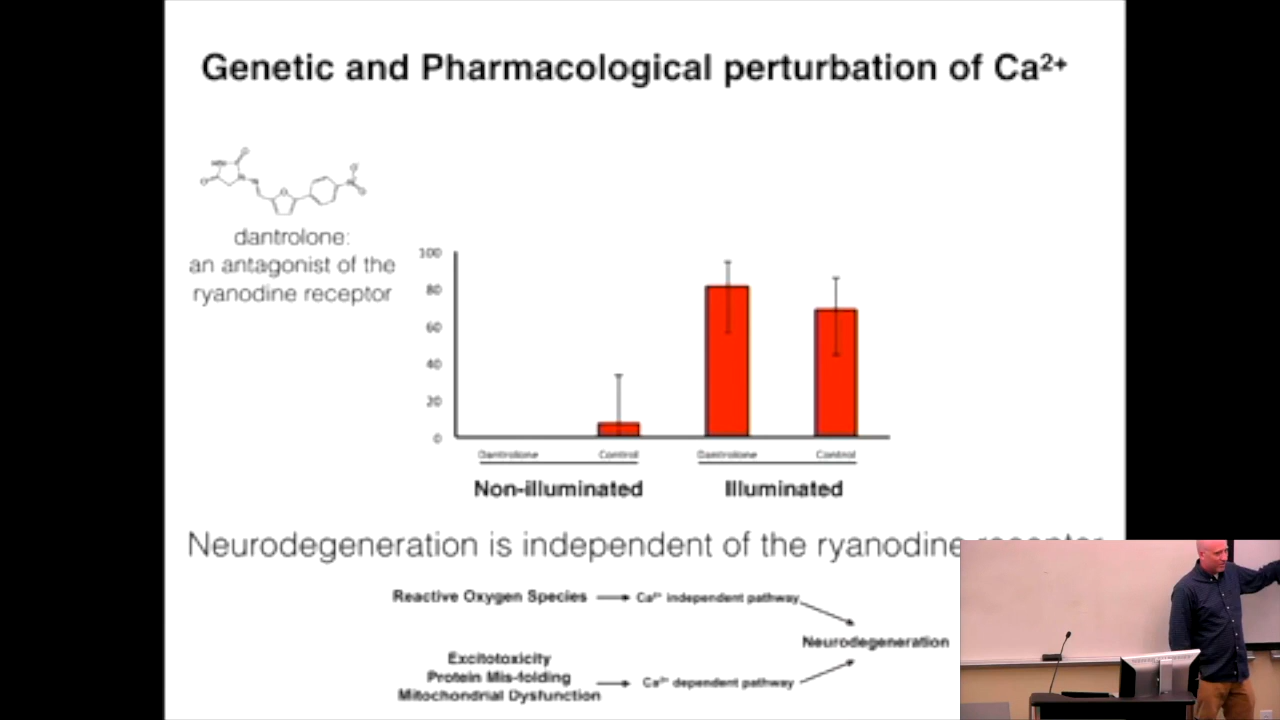 Genetic and Pharmacological perturbation of Ca²⁺
dantrolone:
an antagonist of the
ryanodine receptor
100
80
60
40
20
0
Dantrolone
Control
Dantrolone
Control
Non-illuminated
Illuminated
Neurodegeneration is independent of the ryanodine
Reactive Oxygen Species
Ca²⁺ independent pathway
Neurodegeneration
Excitotoxicity
Protein Mis-folding
Mitochondrial Dysfunction
Ca²⁺ dependent pathway